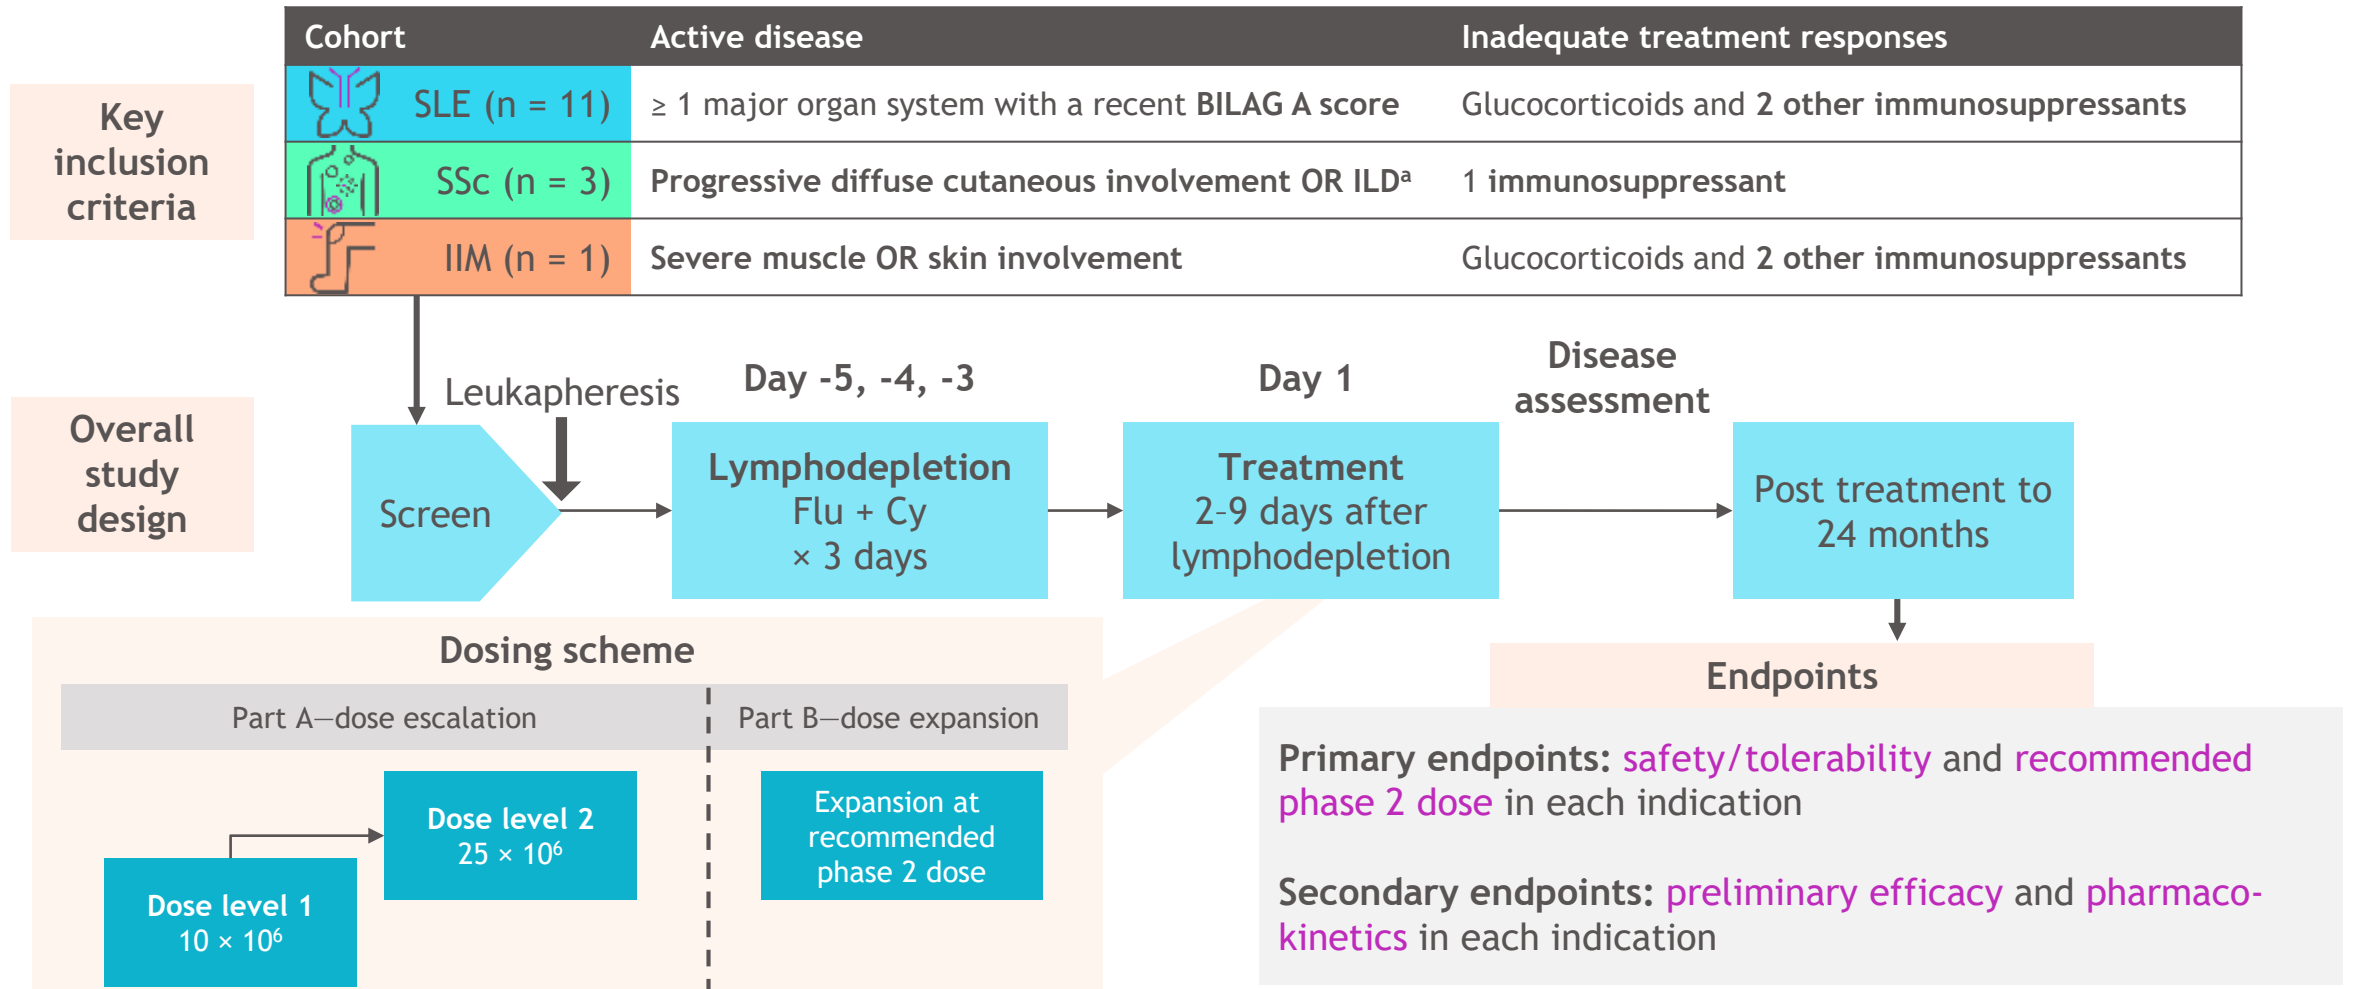 Cohort Active disease Inadequate treatment responses
Key
inclusion
criteria
SLE (n = 11) ≥ 1 major organ system with a recent BILAG A score Glucocorticoids and 2 other immunosuppressants
SSc (n = 3) Progressive diffuse cutaneous involvement OR ILDᵃ 1 immunosuppressant
IIM (n = 1) Severe muscle OR skin involvement Glucocorticoids and 2 other immunosuppressants
Overall
study
design
Screen
Leukapheresis
Day -5, -4, -3
Lymphodepletion
Flu + Cy
× 3 days
Day 1
Treatment
2–9 days after
lymphodepletion
Disease
assessment
Post treatment to
24 months
Dosing scheme
Part A—dose escalation
Part B—dose expansion
Dose level 1
10 × 10⁶
Dose level 2
25 × 10⁶
Expansion at
recommended
phase 2 dose
Endpoints
Primary endpoints: safety/tolerability and recommended
phase 2 dose in each indication
Secondary endpoints: preliminary efficacy and pharmaco-
kinetics in each indication